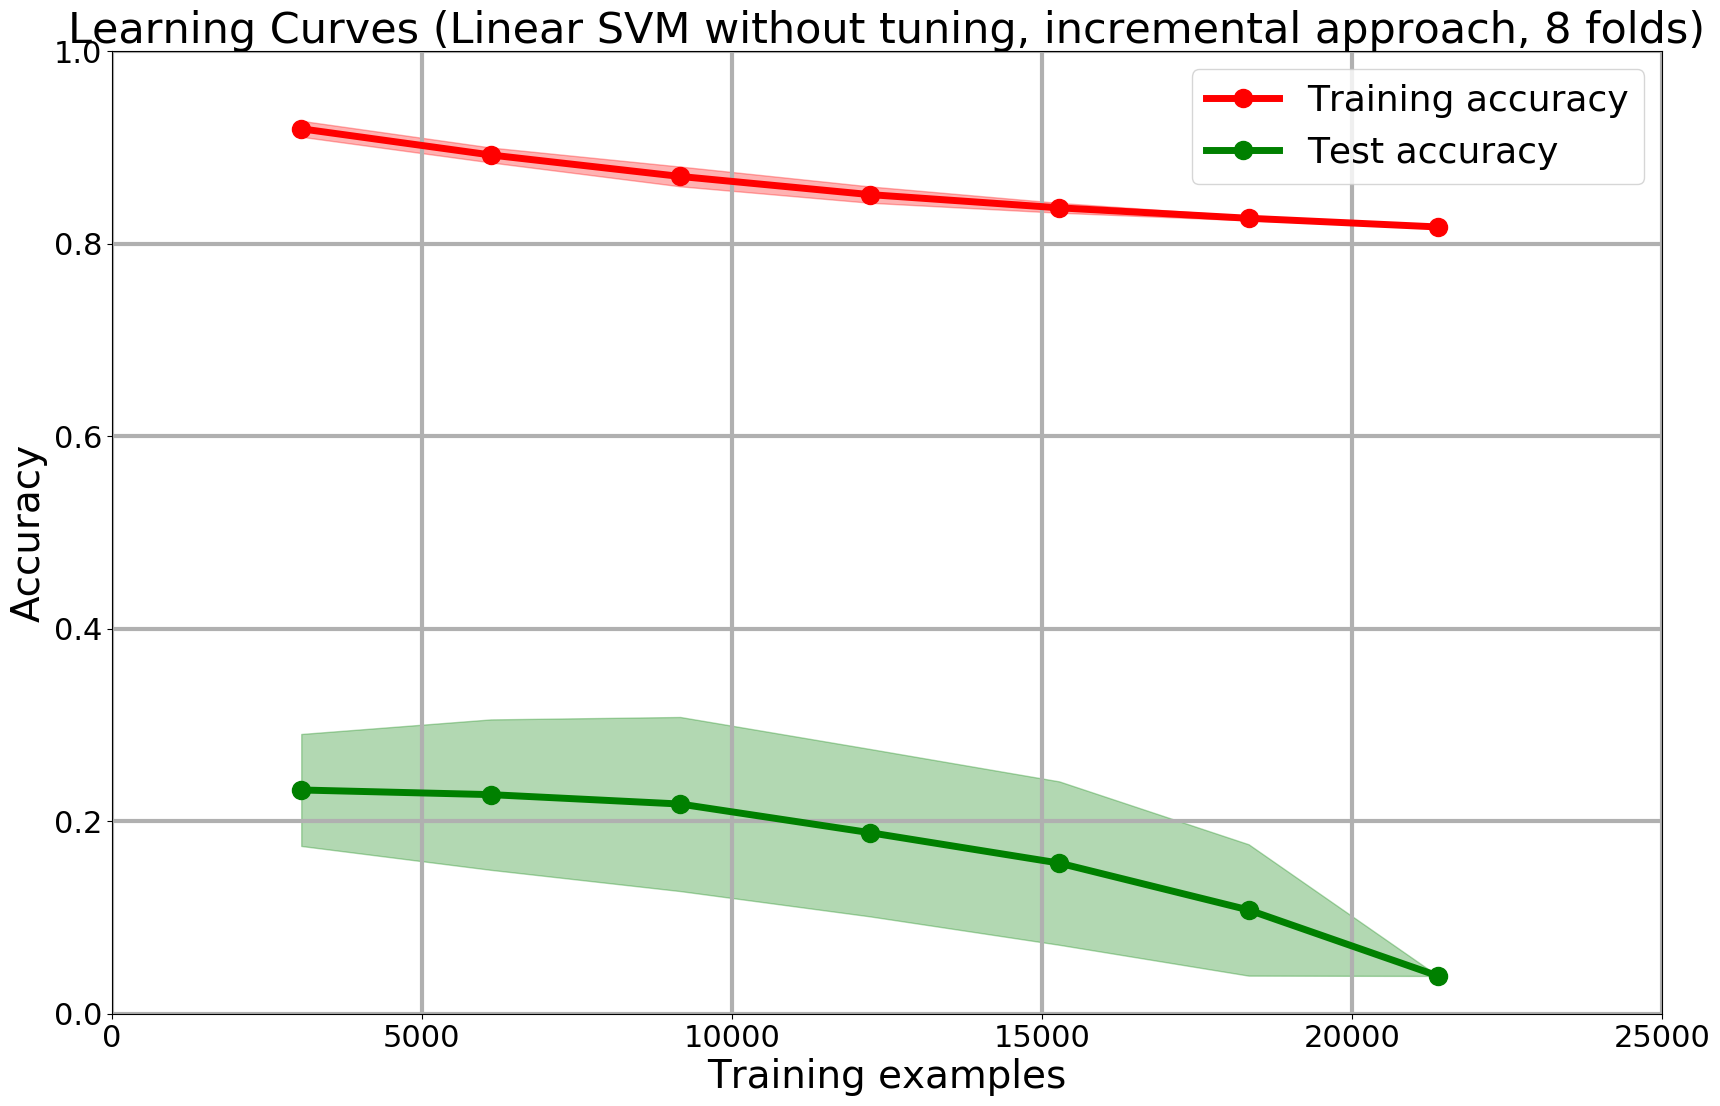 Learning Curves (Linear SVM without tuning, incremental approach, 8 folds)
Training accuracy
Test accuracy
Accuracy
1.0
0.8
0.6
0.4
0.2
0.0
0 5000 10000 15000 20000 25000
Training examples